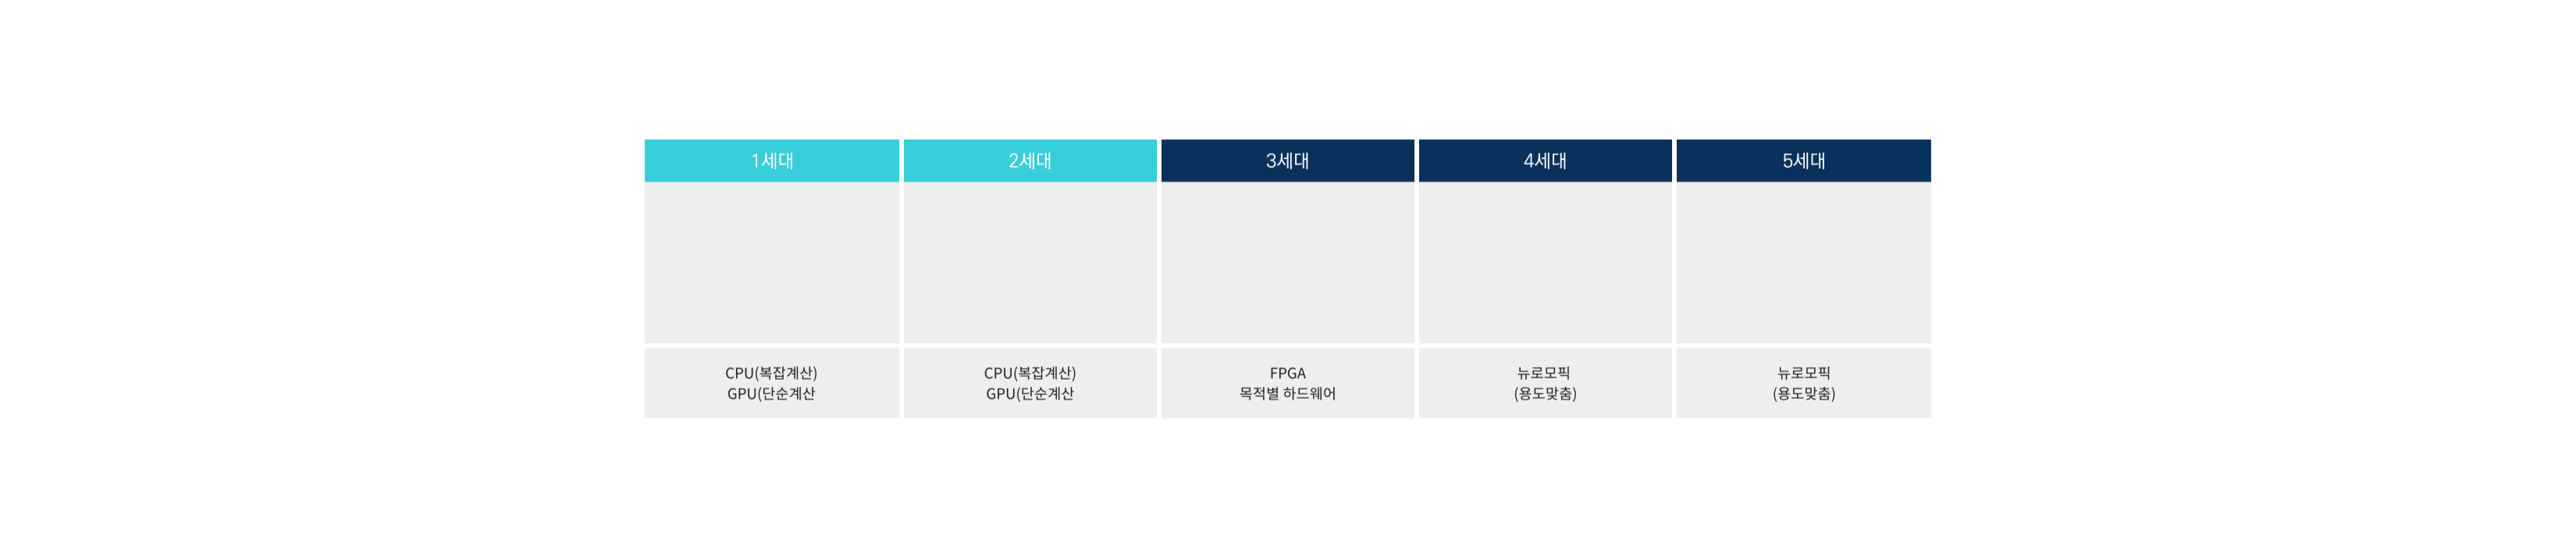 1세대
2세대
3세대
4세대
5세대
CPU(복잡계산)
GPU(단순계산
CPU(복잡계산)
GPU(단순계산
FPGA
목적별 하드웨어
뉴로모픽
(용도맞춤)
뉴로모픽
(용도맞춤)